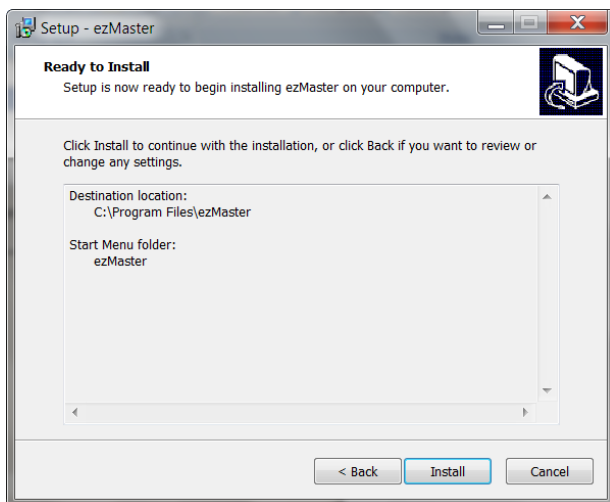 Setup - ezMaster
Ready to Install
Setup is now ready to begin installing ezMaster on your computer.
Click Install to continue with the installation, or click Back if you want to review or
change any settings.
Destination location:
C:\Program Files\ezMaster
Start Menu folder:
ezMaster
< Back
Install
Cancel